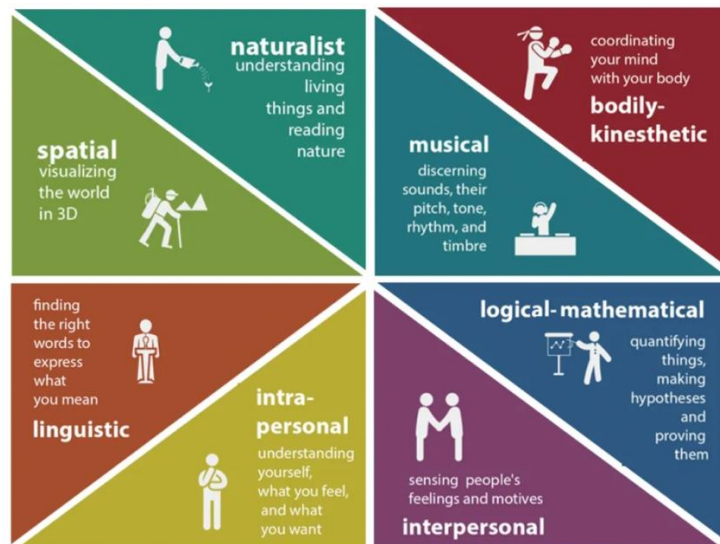 naturalist
understanding
living
things and
reading
nature
spatial
visualizing
the world
in 3D
coordinating
your mind
with your body
bodily-
kinesthetic
musical
discerning
sounds, their
pitch, tone,
rhythm, and
timbre
finding
the right
words to
express
what
you mean
linguistic
intra-
personal
understanding
yourself,
what you feel,
and what
you want
logical-mathematical
quantifying
things,
making
hypotheses
and
proving
them
sensing people's
feelings and motives
interpersonal